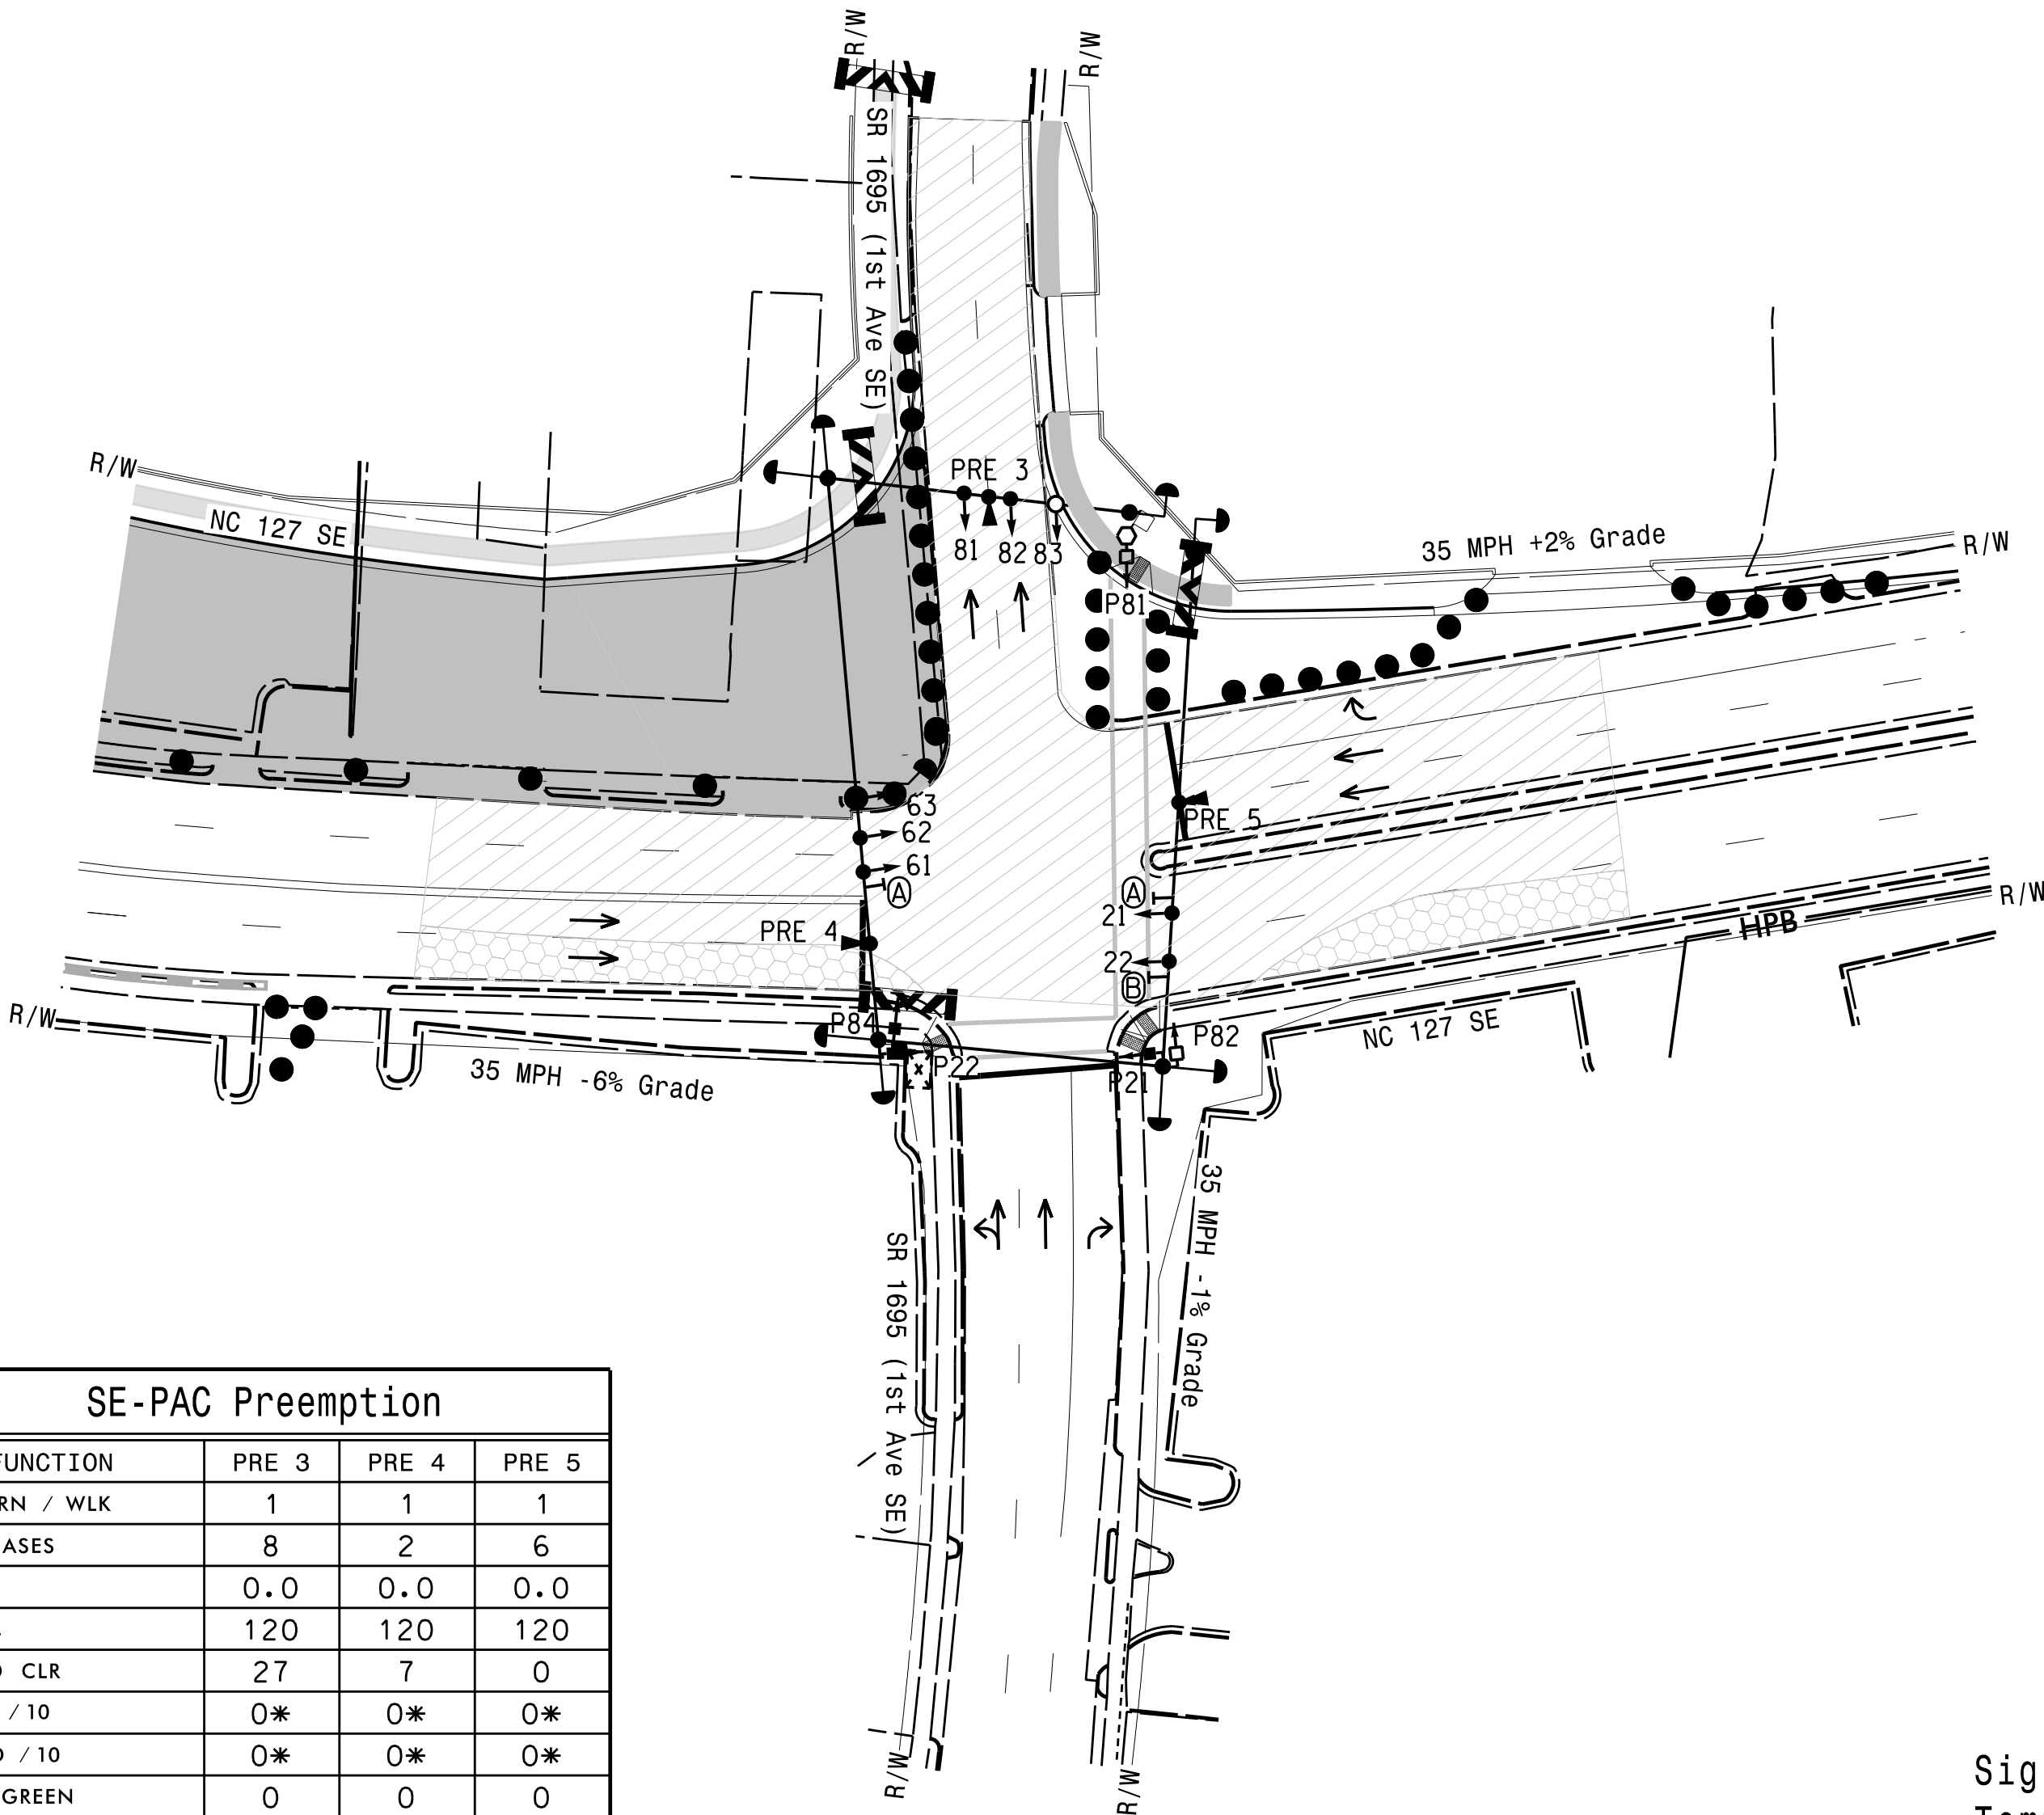 R/W
R/W
SR 1695 (1st Ave SE)
R/W
NC 127 SE
PRE 3
81
82
83
P81
35 MPH +2% Grade
R/W
63
62
61
A
PRE 5
PRE 4
A
21
22
B
HPB
R/W
R/W
P84
P22
P82
P21
NC 127 SE
35 MPH -6% Grade
35 MPH -1% Grade
SR 1695 (1st Ave SE)
SE-PAC Preemption
FUNCTION PRE 3 PRE 4 PRE 5
RN / WLK 1 1 1
ASES 8 2 6
0.0 0.0 0.0
120 120 120
CLR 27 7 0
/10 0* 0* 0*
/10 0* 0* 0*
GREEN 0 0 0
R/W
R/W
Sig